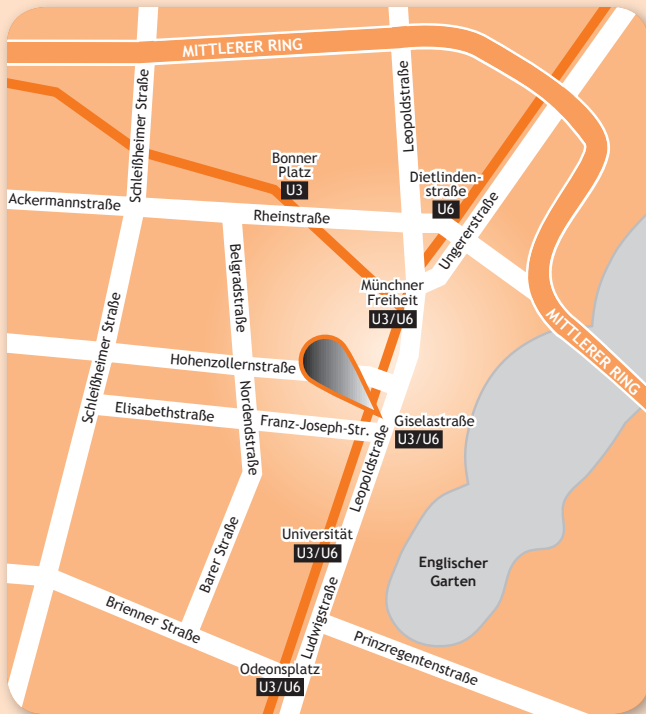 MITTLERER RING
Schleißheimer Straße
Leopoldstraße
Bonner
Platz
U3
Dietlinden-
straße
U6
Ackermannstraße
Rheinstraße
Ungererstraße
Belgradstraße
Münchner
Freiheit
U3/U6
MITTLERER RING
Schleißheimer Straße
Hohenzollernstraße
Nordendstraße
Elisabethstraße
Franz-Joseph-Str.
Giselastraße
U3/U6
Leopoldstraße
Universität
U3/U6
Barer Straße
Englischer
Garten
Ludwigstraße
Brienner Straße
Prinzregentenstraße
Odeonsplatz
U3/U6